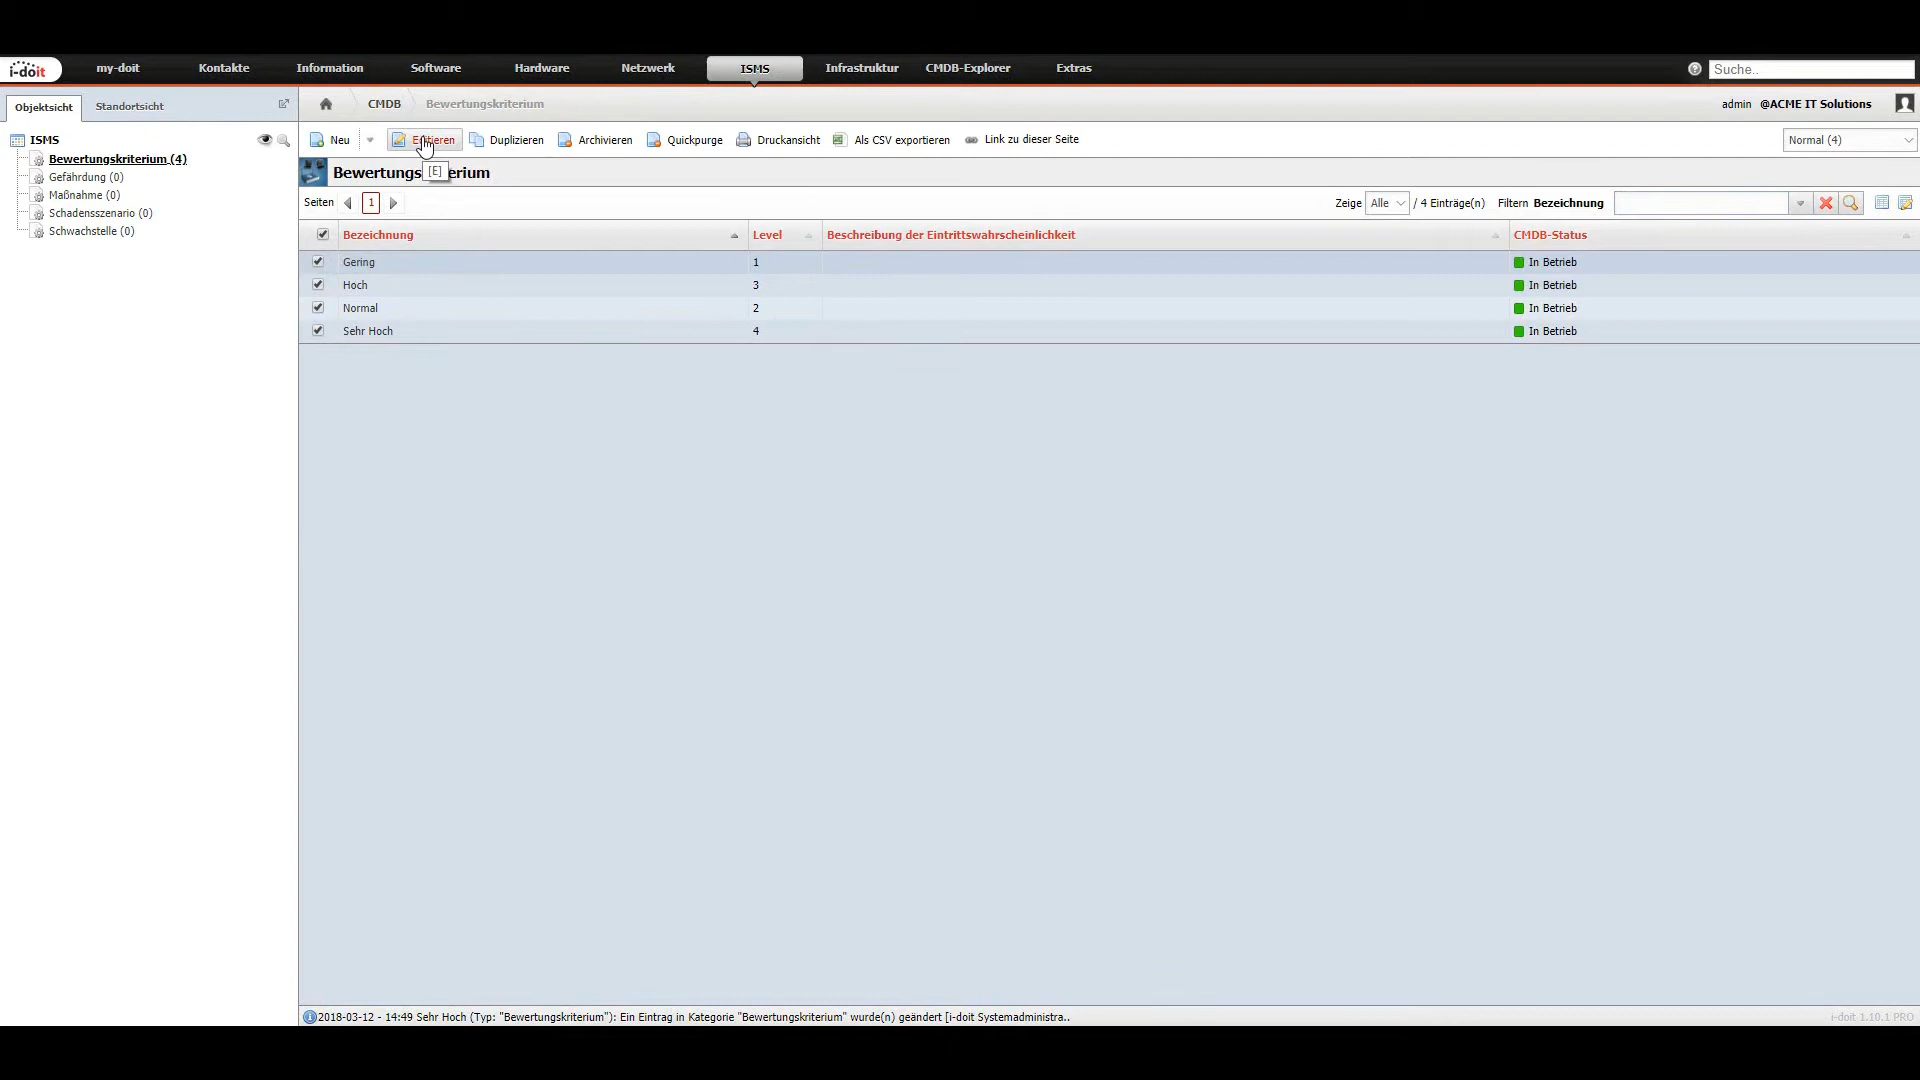 i-doit
my-doit Kontakte Information Software Hardware Netzwerk ISMS Infrastruktur CMDB-Explorer Extras Suche..
Objektsicht Standortsicht
CMDB Bewertungskriterium admin @ACME IT Solutions
Neu Duplizieren Archivieren Quickpurge Druckansicht Als CSV exportieren Link zu dieser Seite Normal (4)
[E]
ISMS
Bewertungskriterium (4)
Gefährdung (0)
Maßnahme (0)
Schadensszenario (0)
Schwachstelle (0)
Seiten 1 Zeige Alle / 4 Einträge(n) Filtern Bezeichnung
Bezeichnung Level Beschreibung der Eintrittswahrscheinlichkeit CMDB-Status
Gering 1 In Betrieb
Hoch 3 In Betrieb
Normal 2 In Betrieb
Sehr Hoch 4 In Betrieb
2018-03-12 - 14:49 Sehr Hoch (Typ: "Bewertungskriterium"): Ein Eintrag in Kategorie "Bewertungskriterium" wurde(n) geändert [i-doit Systemadministra..
i-doit 1.10.1 PRO